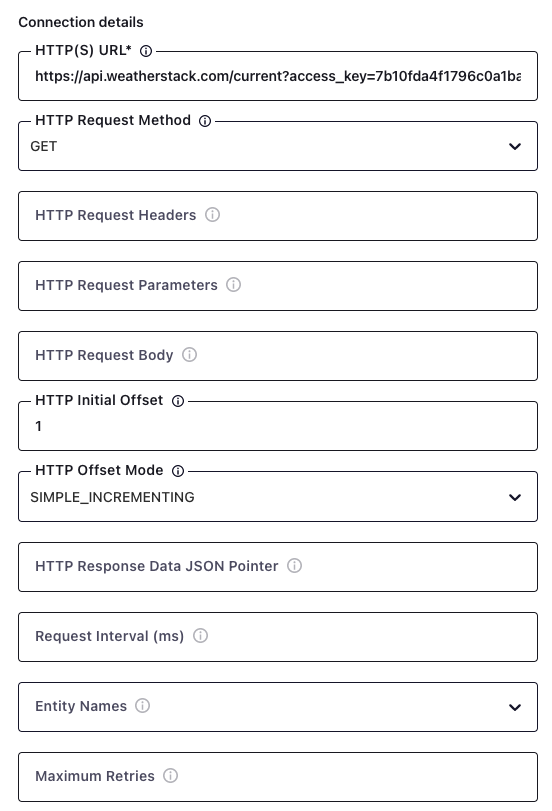 Connection details
HTTP(S) URL*
https://api.weatherstack.com/current?access_key=7b10fda4f1796c0a1ba
HTTP Request Method
GET
HTTP Request Headers
HTTP Request Parameters
HTTP Request Body
HTTP Initial Offset
1
HTTP Offset Mode
SIMPLE_INCREMENTING
HTTP Response Data JSON Pointer
Request Interval (ms)
Entity Names
Maximum Retries